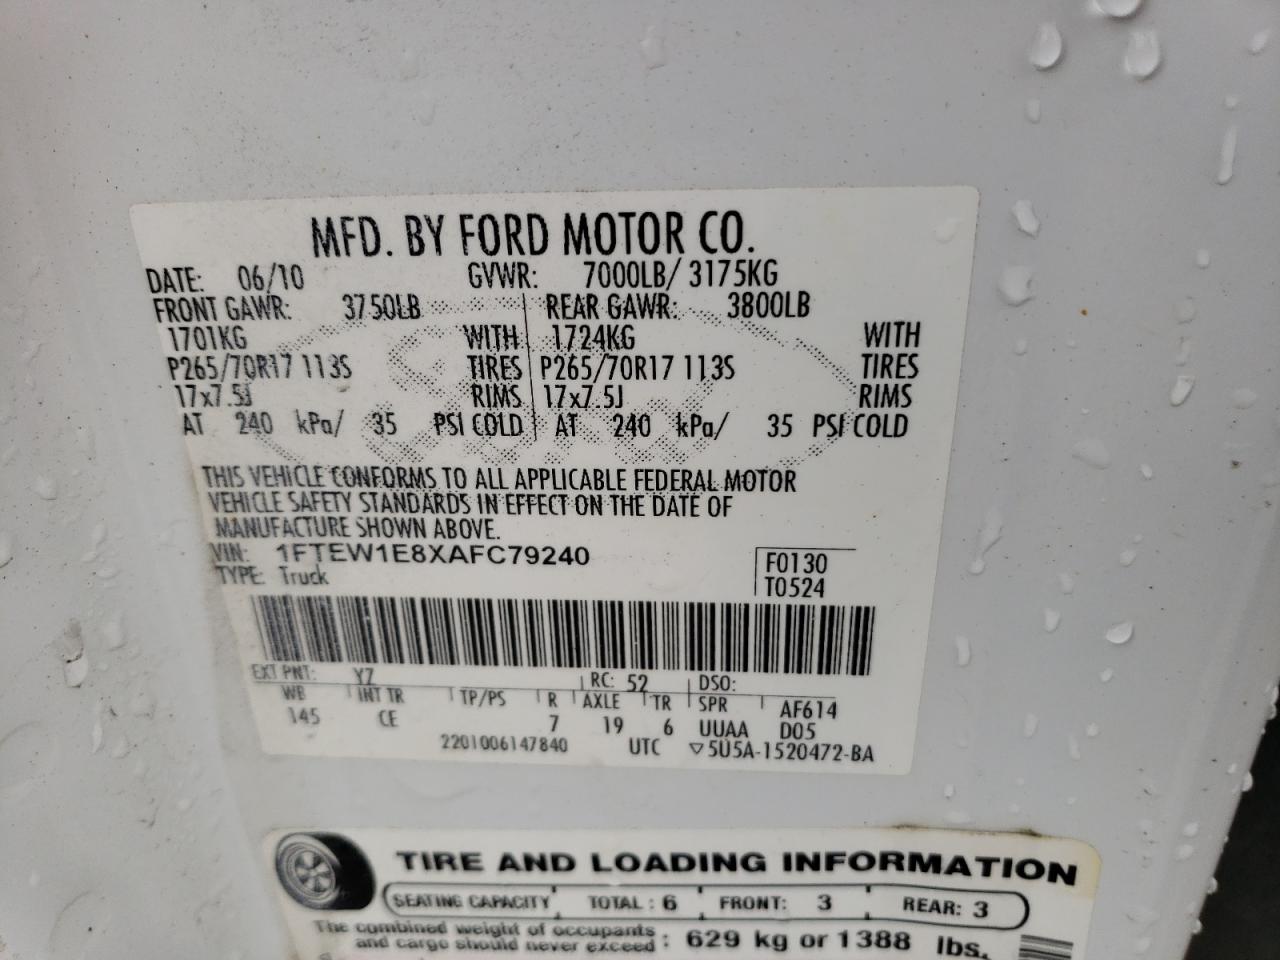 MFD. BY FORD MOTOR CO.
DATE: 06/10 GVWR: 7000LB/ 3175KG
FRONT GAWR: 3750LB REAR GAWR: 3800LB
1701KG WITH 1724KG WITH
P265/70R17 113S TIRES P265/70R17 113S TIRES
17x7.5J RIMS 17x7.5J RIMS
AT 240 kPa/ 35 PSI COLD AT 240 kPa/ 35 PSI COLD
THIS VEHICLE CONFORMS TO ALL APPLICABLE FEDERAL MOTOR
VEHICLE SAFETY STANDARDS IN EFFECT ON THE DATE OF
MANUFACTURE SHOWN ABOVE.
VIN: 1FTEW1E8XAFC79240 F0130
TYPE: Truck T0524
EXT PNT: YZ RC: 52 DSO:
WB INT TR TP/PS R AXLE TR SPR AF614
145 CE 7 19 6 UUAA D05
2201006147840 UTC ▽5U5A-1520472-BA
TIRE AND LOADING INFORMATION
SEATING CAPACITY TOTAL : 6 FRONT: 3 REAR: 3
The combined weight of occupants
and cargo should never exceed : 629 kg or 1388 lbs.